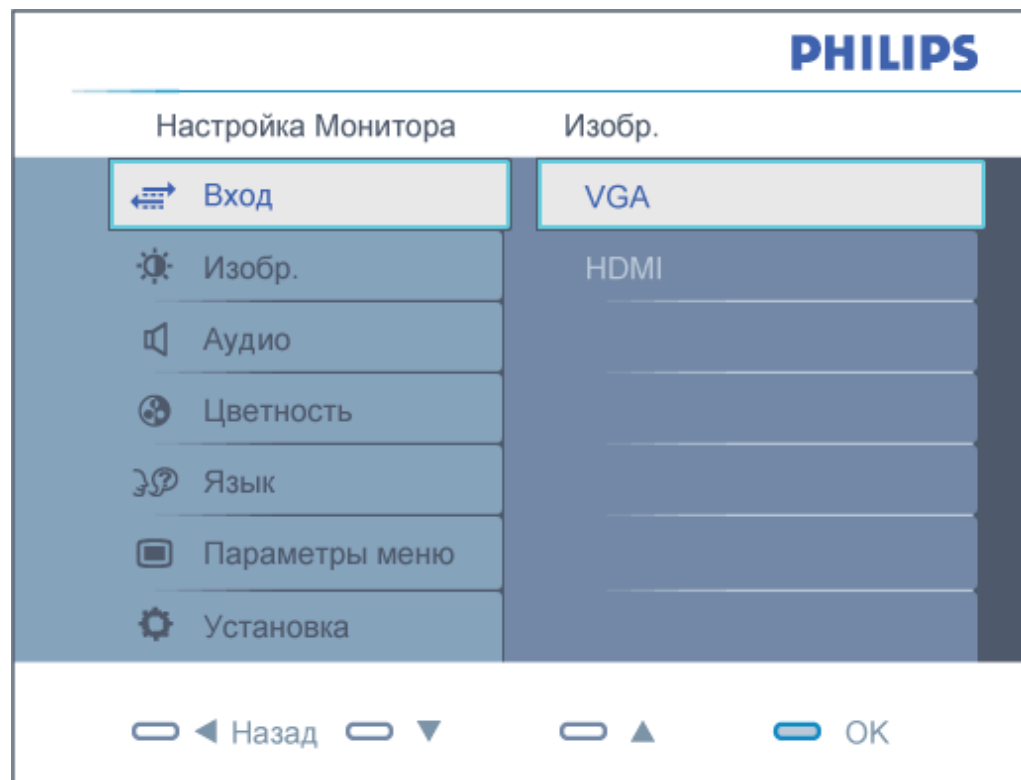 PHILIPS
Настройка Монитора Изобр.
Вход VGA
Изобр. HDMI
Аудио
Цветность
Язык
Параметры меню
Установка
Назад OK